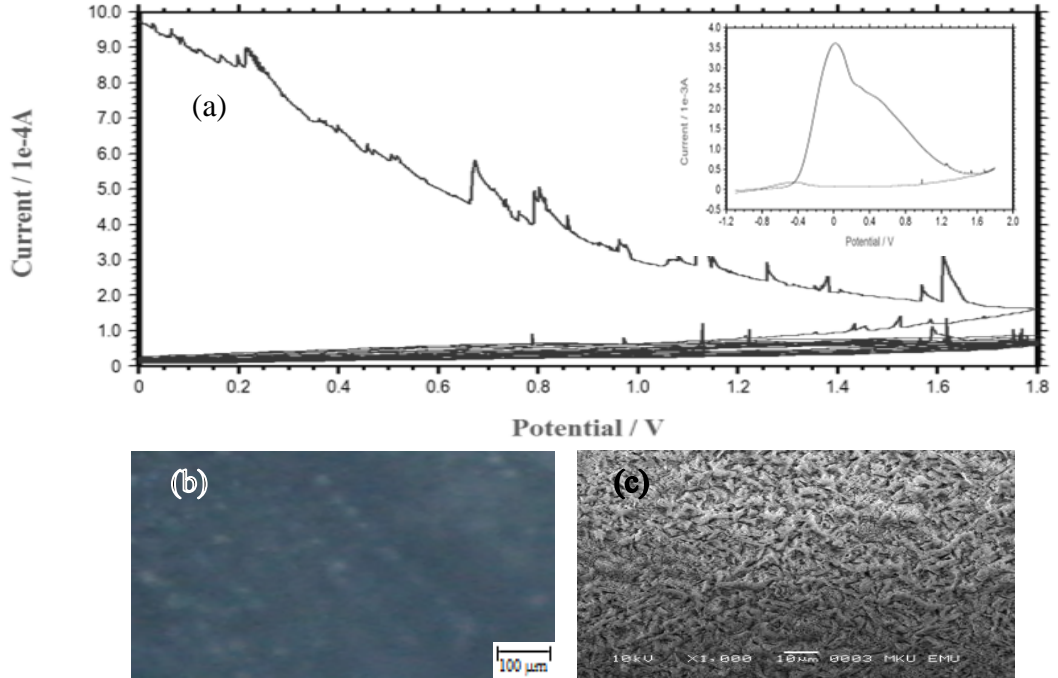 10.0
9.0
8.0
7.0
6.0
5.0
4.0
3.0
2.0
1.0
0
Current / 1e-4A
(a)
0 0.2 0.4 0.6 0.8 1.0 1.2 1.4 1.6 1.8
Potential / V
4.0
3.5
3.0
2.5
2.0
1.5
1.0
0.5
0
-0.5
Current / 1e-3A
-1.2 -0.8 -0.4 0 0.4 0.8 1.2 1.6 2.0
Potential / V
(b)
100 µm
(c)
10kV X1,000 10µm 0003 MKU EMU